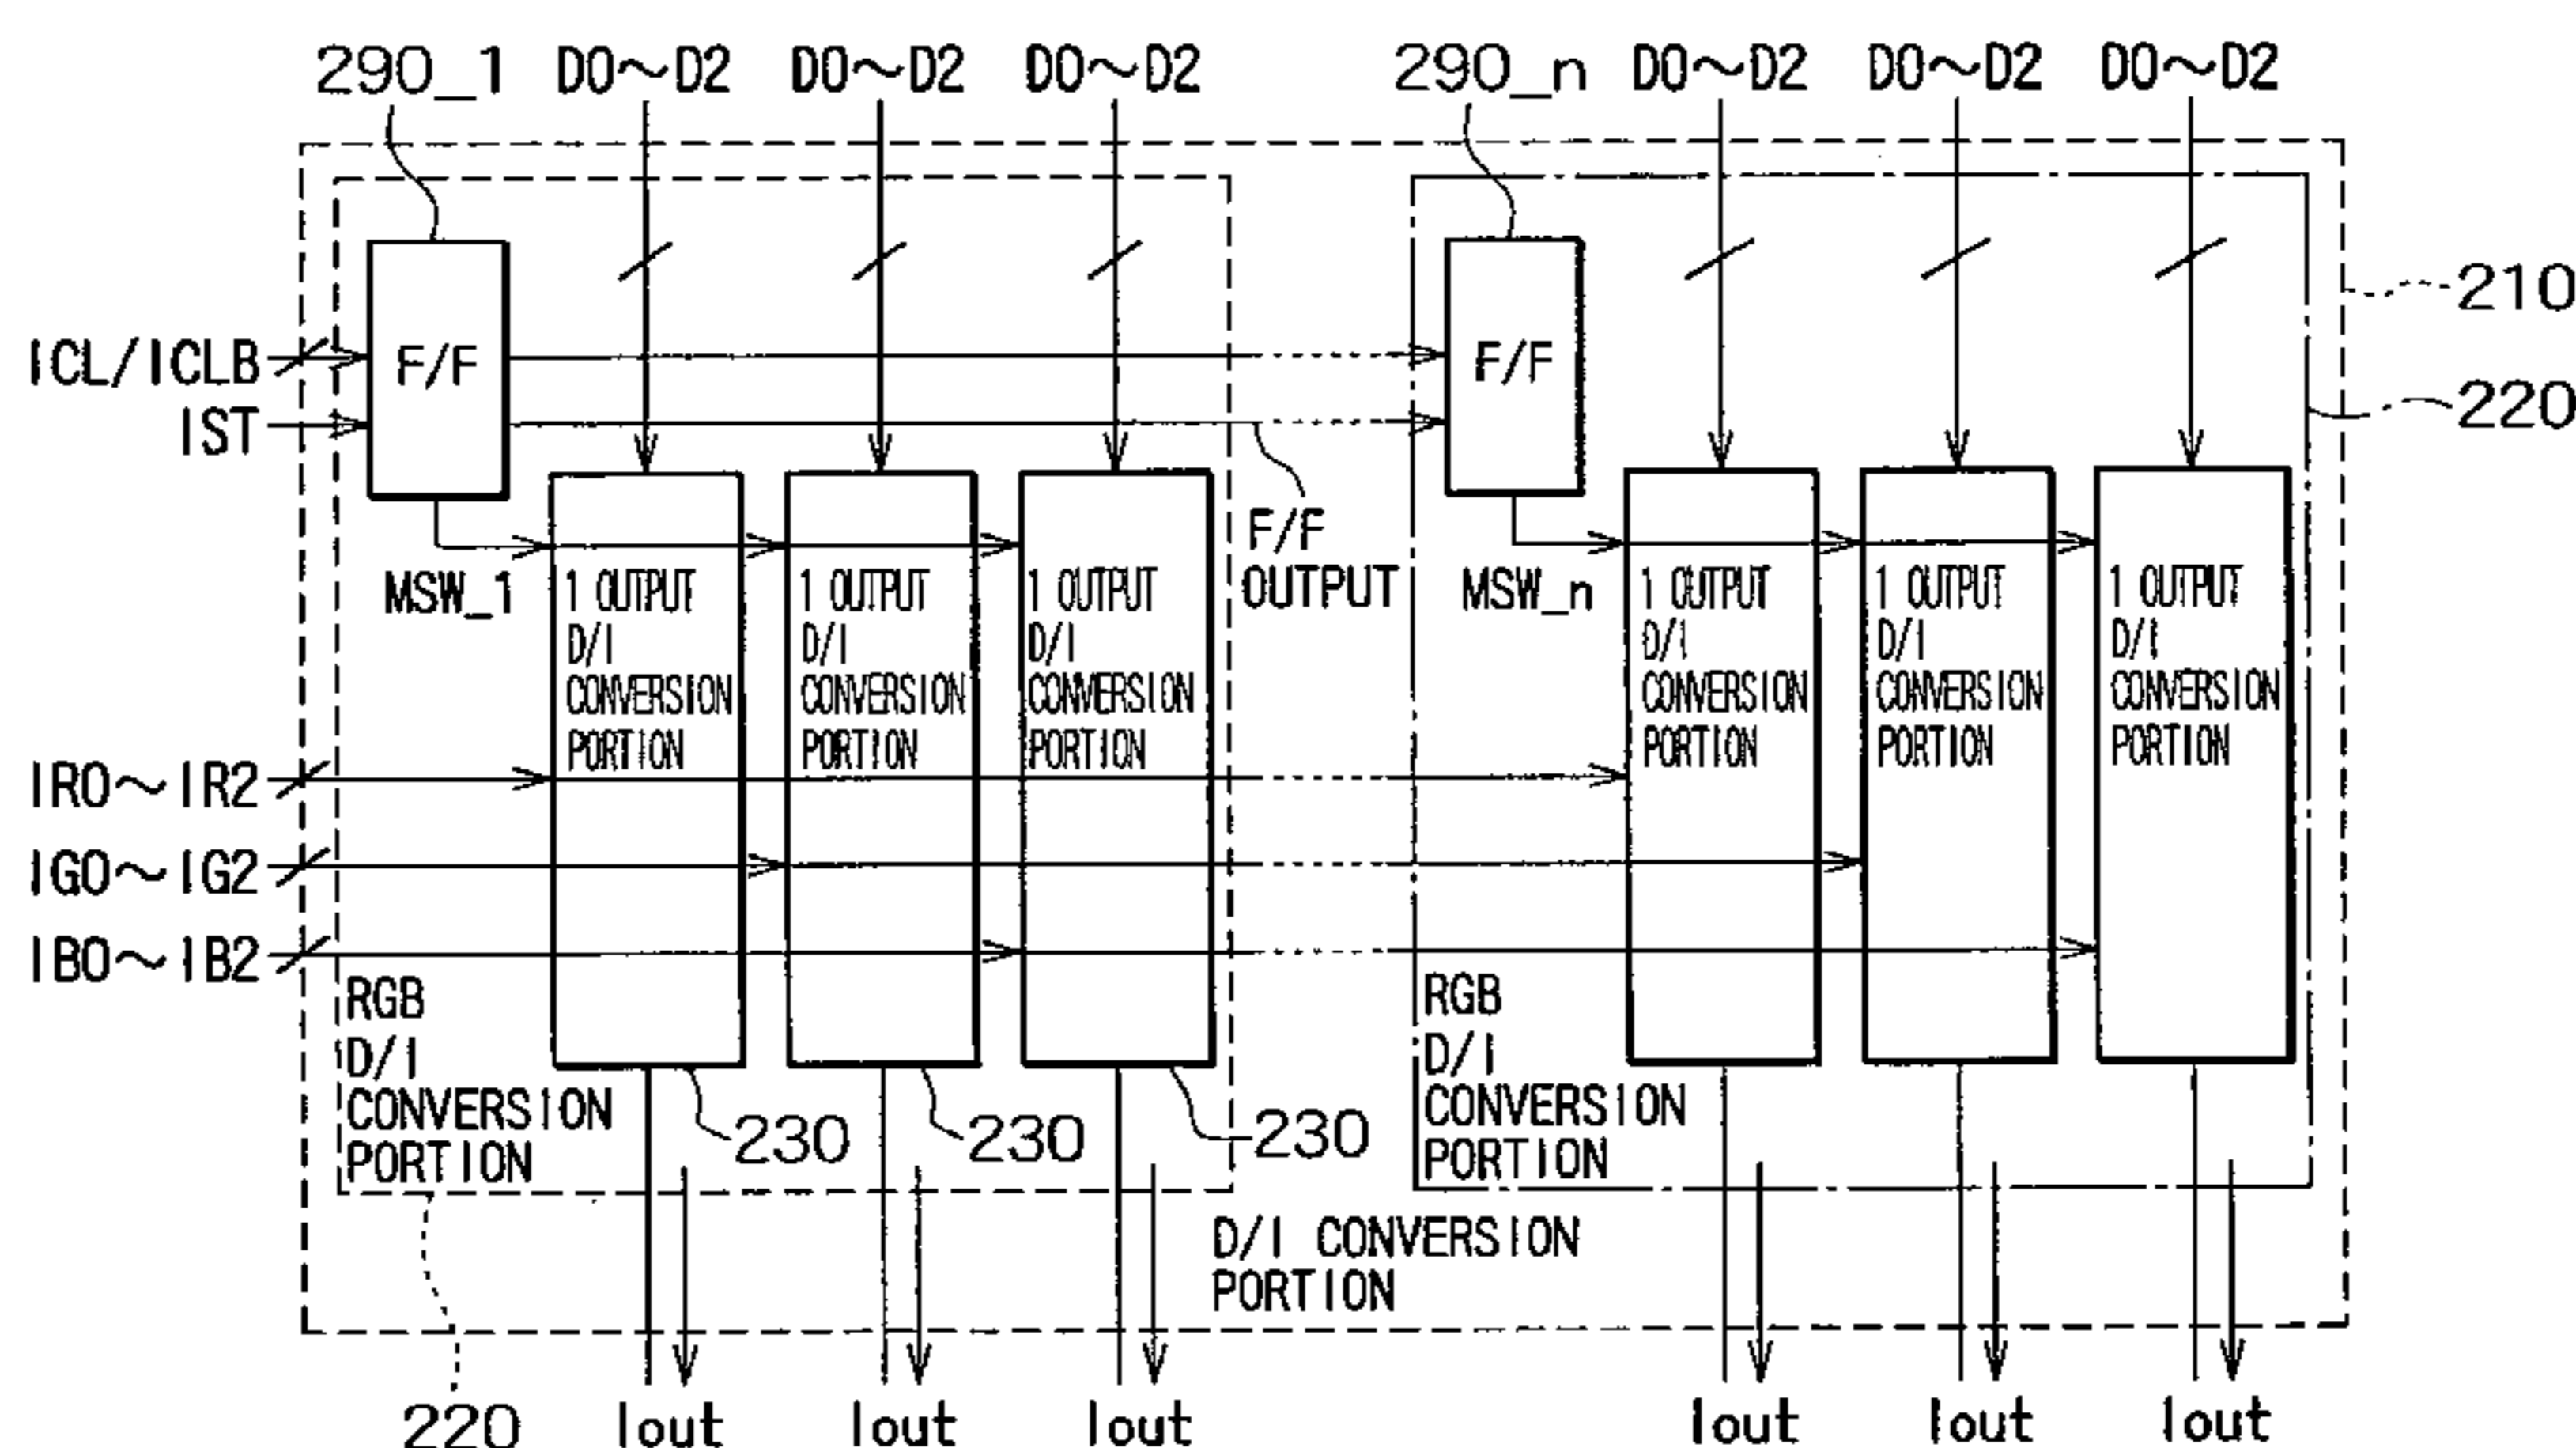 290_1 D0~D2 D0~D2 D0~D2 290_n D0~D2 D0~D2 D0~D2
210
220
ICL/ICLB
IST
F/F
F/F
F/F
OUTPUT
MSW_1
MSW_n
1 OUTPUT
D/I
CONVERSION
PORTION
1 OUTPUT
D/I
CONVERSION
PORTION
1 OUTPUT
D/I
CONVERSION
PORTION
1 OUTPUT
D/I
CONVERSION
PORTION
1 OUTPUT
D/I
CONVERSION
PORTION
1 OUTPUT
D/I
CONVERSION
PORTION
IR0~IR2
IG0~IG2
IB0~IB2
RGB
D/I
CONVERSION
PORTION
230 230 230
RGB
D/I
CONVERSION
PORTION
D/I CONVERSION
PORTION
220 Iout Iout Iout Iout Iout Iout